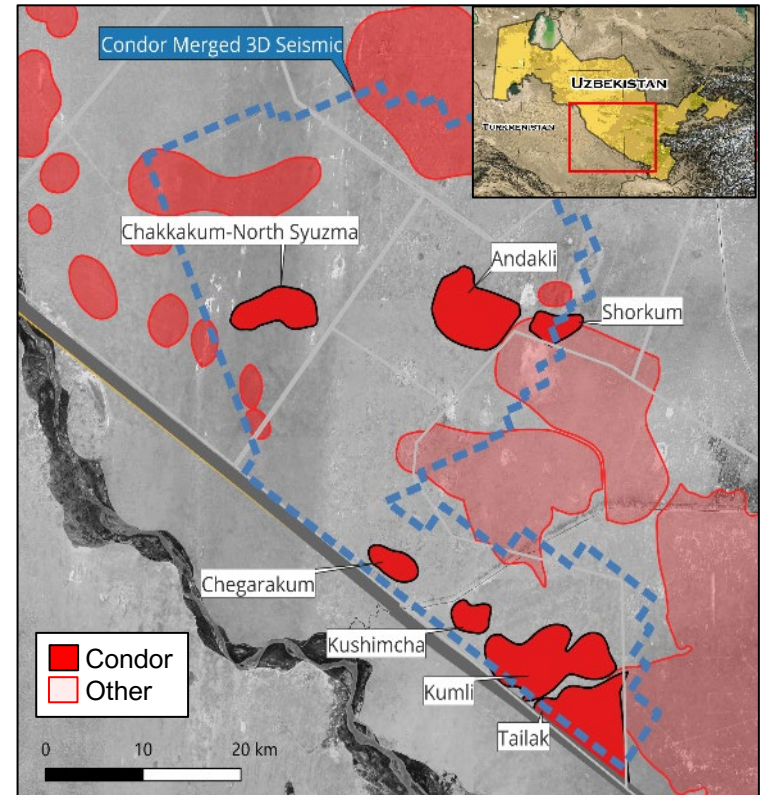 Condor Merged 3D Seismic
UZBEKISTAN
TURKMENISTAN
Chakkakum-North Syuzma
Andakli
Shorkum
Chegarakum
Kushimcha
Kumli
Tailak
Condor
Other
0 10 20 km